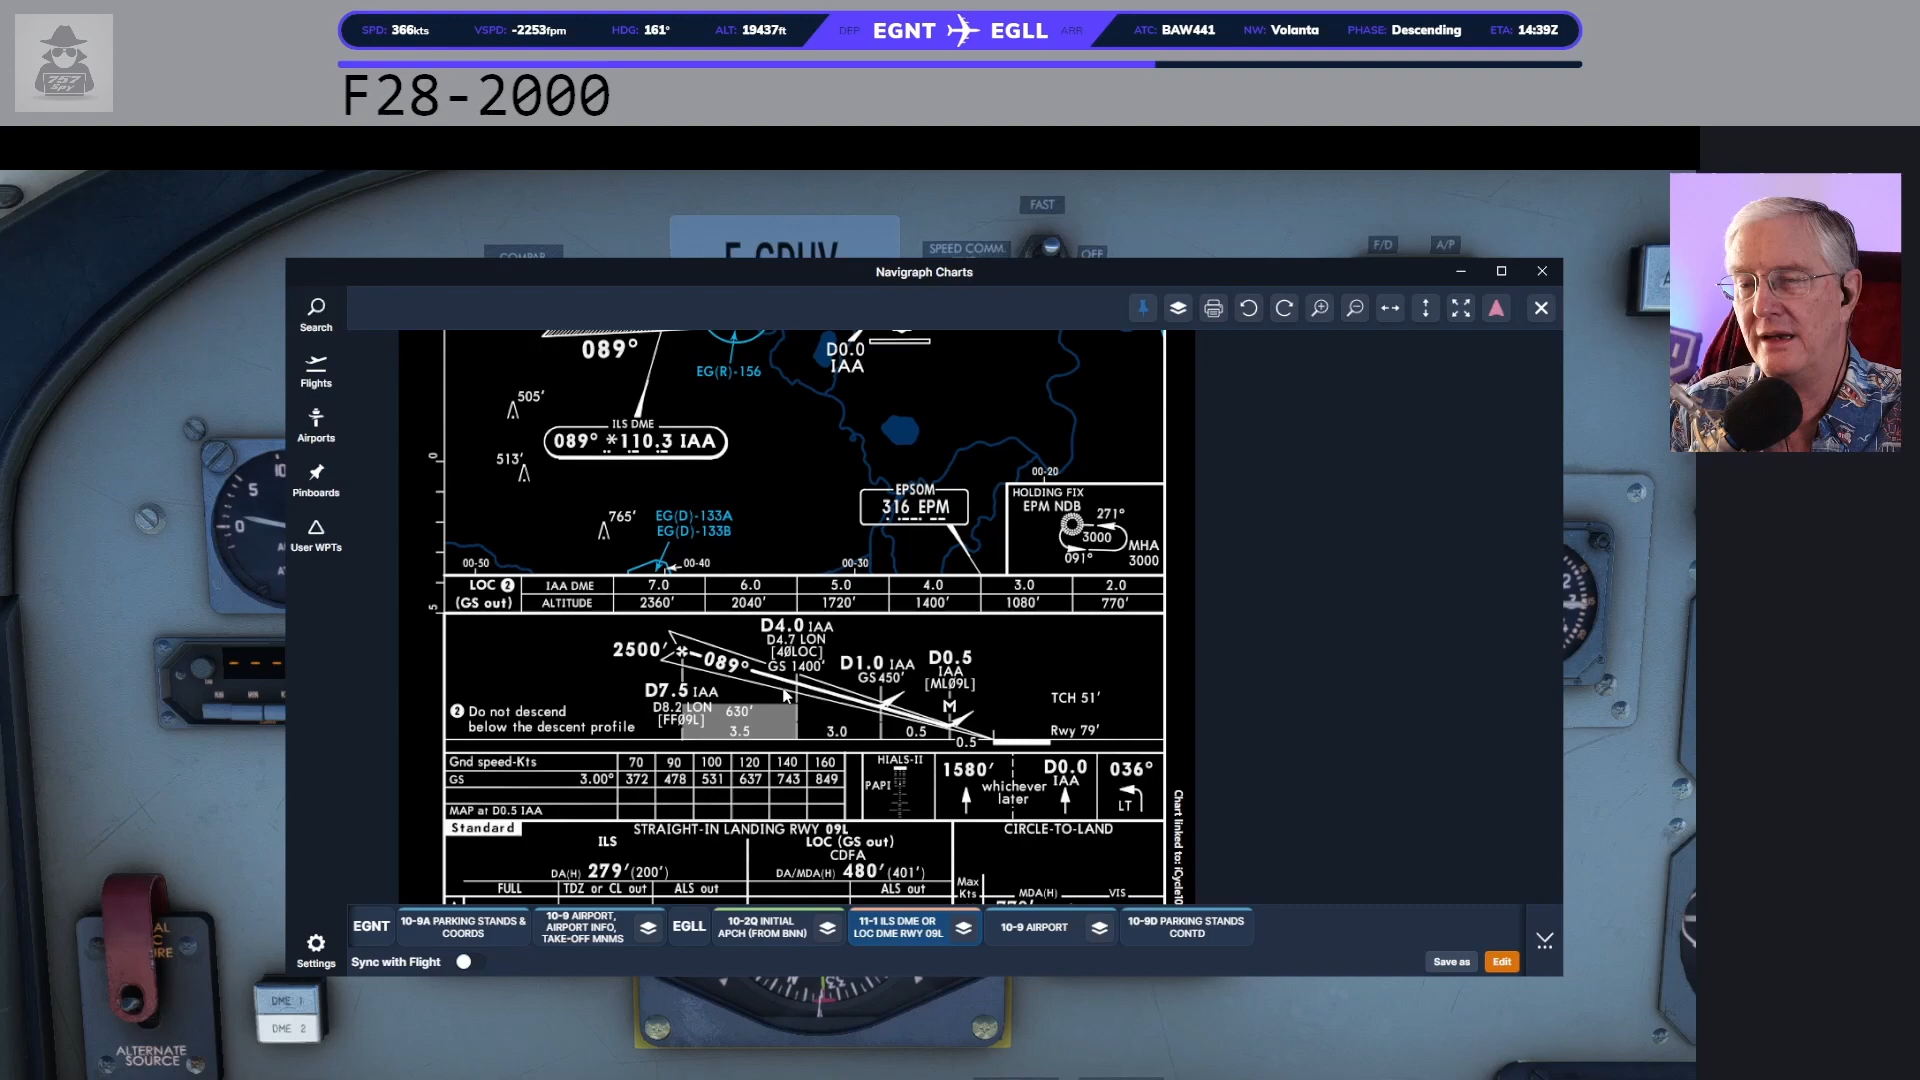 SPD: 366kts VSPD: -2253fpm HDG: 161° ALT: 19437ft DEP EGNT EGLL ARR ATC: BAW441 NW: Volanta PHASE: Descending ETA: 14:39Z
757
SPY
F28-2000
FAST
SPEED COMM.
OFF
F/D A/P
Navigraph Charts
Search
Flights
Airports
Pinboards
User WPTs
Settings
089°
EG(R)-156
D0.0
IAA
505'
ILS DME
089° *110.3 IAA
513'
00-20
EPSOM
316 EPM
HOLDING FIX
EPM NDB
271°
3000
091°
MHA
3000
765'
EG(D)-133A
EG(D)-133B
00-50 00-40 00-30
0
5
LOC 2 IAA DME 7.0 6.0 5.0 4.0 3.0 2.0
(GS out) ALTITUDE 2360' 2040' 1720' 1400' 1080' 770'
2500' 089°
D4.0 IAA
D4.7 LON
[40LOC]
GS 1400'
D1.0 IAA
GS 450'
D0.5
IAA
[ML09L]
M
D7.5 IAA
D8.2 LON
[FF09L]
630'
3.5 3.0 0.5 0.5
TCH 51'
Rwy 79'
2 Do not descend
below the descent profile
Gnd speed-Kts 70 90 100 120 140 160
GS 3.00° 372 478 531 637 743 849
MAP at D0.5 IAA
HIALS-II
PAPI
1580' whichever later D0.0 IAA
036°
LT
Chart linked to:
Standard STRAIGHT-IN LANDING RWY 09L CIRCLE-TO-LAND
ILS LOC (GS out)
CDFA
DA(H) 279' (200') DA/MDA(H) 480' (401')
FULL TDZ or CL out ALS out ALS out
Max
Kts MDA(H) VIS
EGNT
10-9A PARKING STANDS & COORDS
10-9 AIRPORT, AIRPORT INFO, TAKE-OFF MNMS
EGLL
10-2Q INITIAL APCH (FROM BNN)
11-1 ILS DME OR LOC DME RWY 09L
10-9 AIRPORT
10-9D PARKING STANDS CONTD
Sync with Flight
Save as
Edit
DME 1
DME 2
ALTERNATE
SOURCE